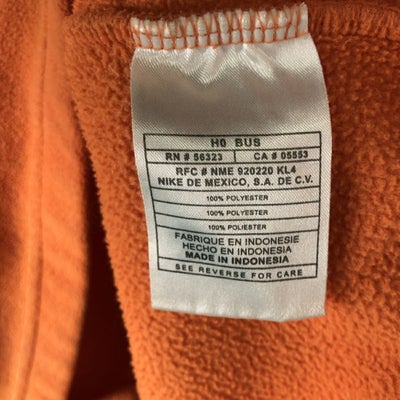 H0 BUS
RN # 56323 CA # 05553
RFC # NME 920220 KL4
NIKE DE MEXICO, S.A. DE C.V.
100% POLYESTER
100% POLYESTER
100% POLIESTER
FABRIQUE EN INDONESIE
HECHO EN INDONESIA
MADE IN INDONESIA
SEE REVERSE FOR CARE